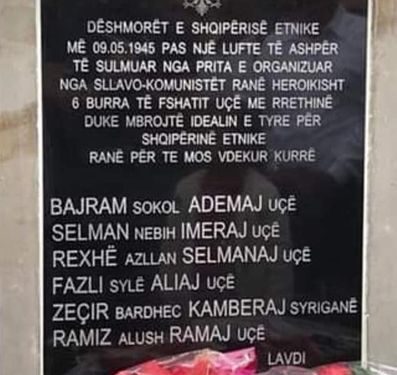 DËSHMORËT E SHQIPËRISË ETNIKE
MË 09.05.1945 PAS NJË LUFTE TË ASHPËR
TË SULMUAR NGA PRITA E ORGANIZUAR
NGA SLLAVO-KOMUNISTËT RANË HEROIKISHT
6 BURRA TË FSHATIT UÇË ME RRETHINË
DUKE MBROJTË IDEALIN E TYRE PËR
SHQIPËRINË ETNIKE
RANË PËR TE MOS VDEKUR KURRË
BAJRAM SOKOL ADEMAJ UÇË
SELMAN NEBIH IMERAJ UÇË
REXHË AZLLAN SELMANAJ UÇË
FAZLI SYLË ALIAJ UÇË
ZEÇIR BARDHEC KAMBERAJ SYRIGANË
RAMIZ ALUSH RAMAJ UÇË
LAVDI